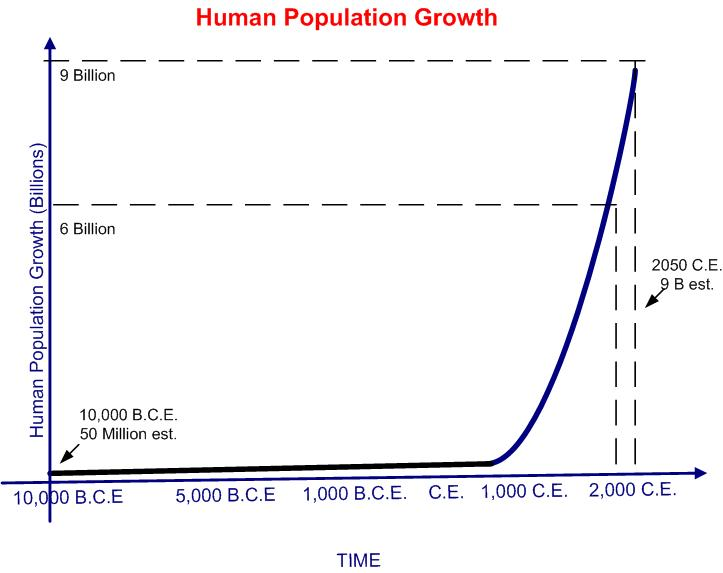 Human Population Growth
9 Billion
Human Population Growth (Billions)
6 Billion
2050 C.E.
9 B est.
10,000 B.C.E.
50 Million est.
10,000 B.C.E
5,000 B.C.E
1,000 B.C.E.
C.E.
1,000 C.E.
2,000 C.E.
TIME